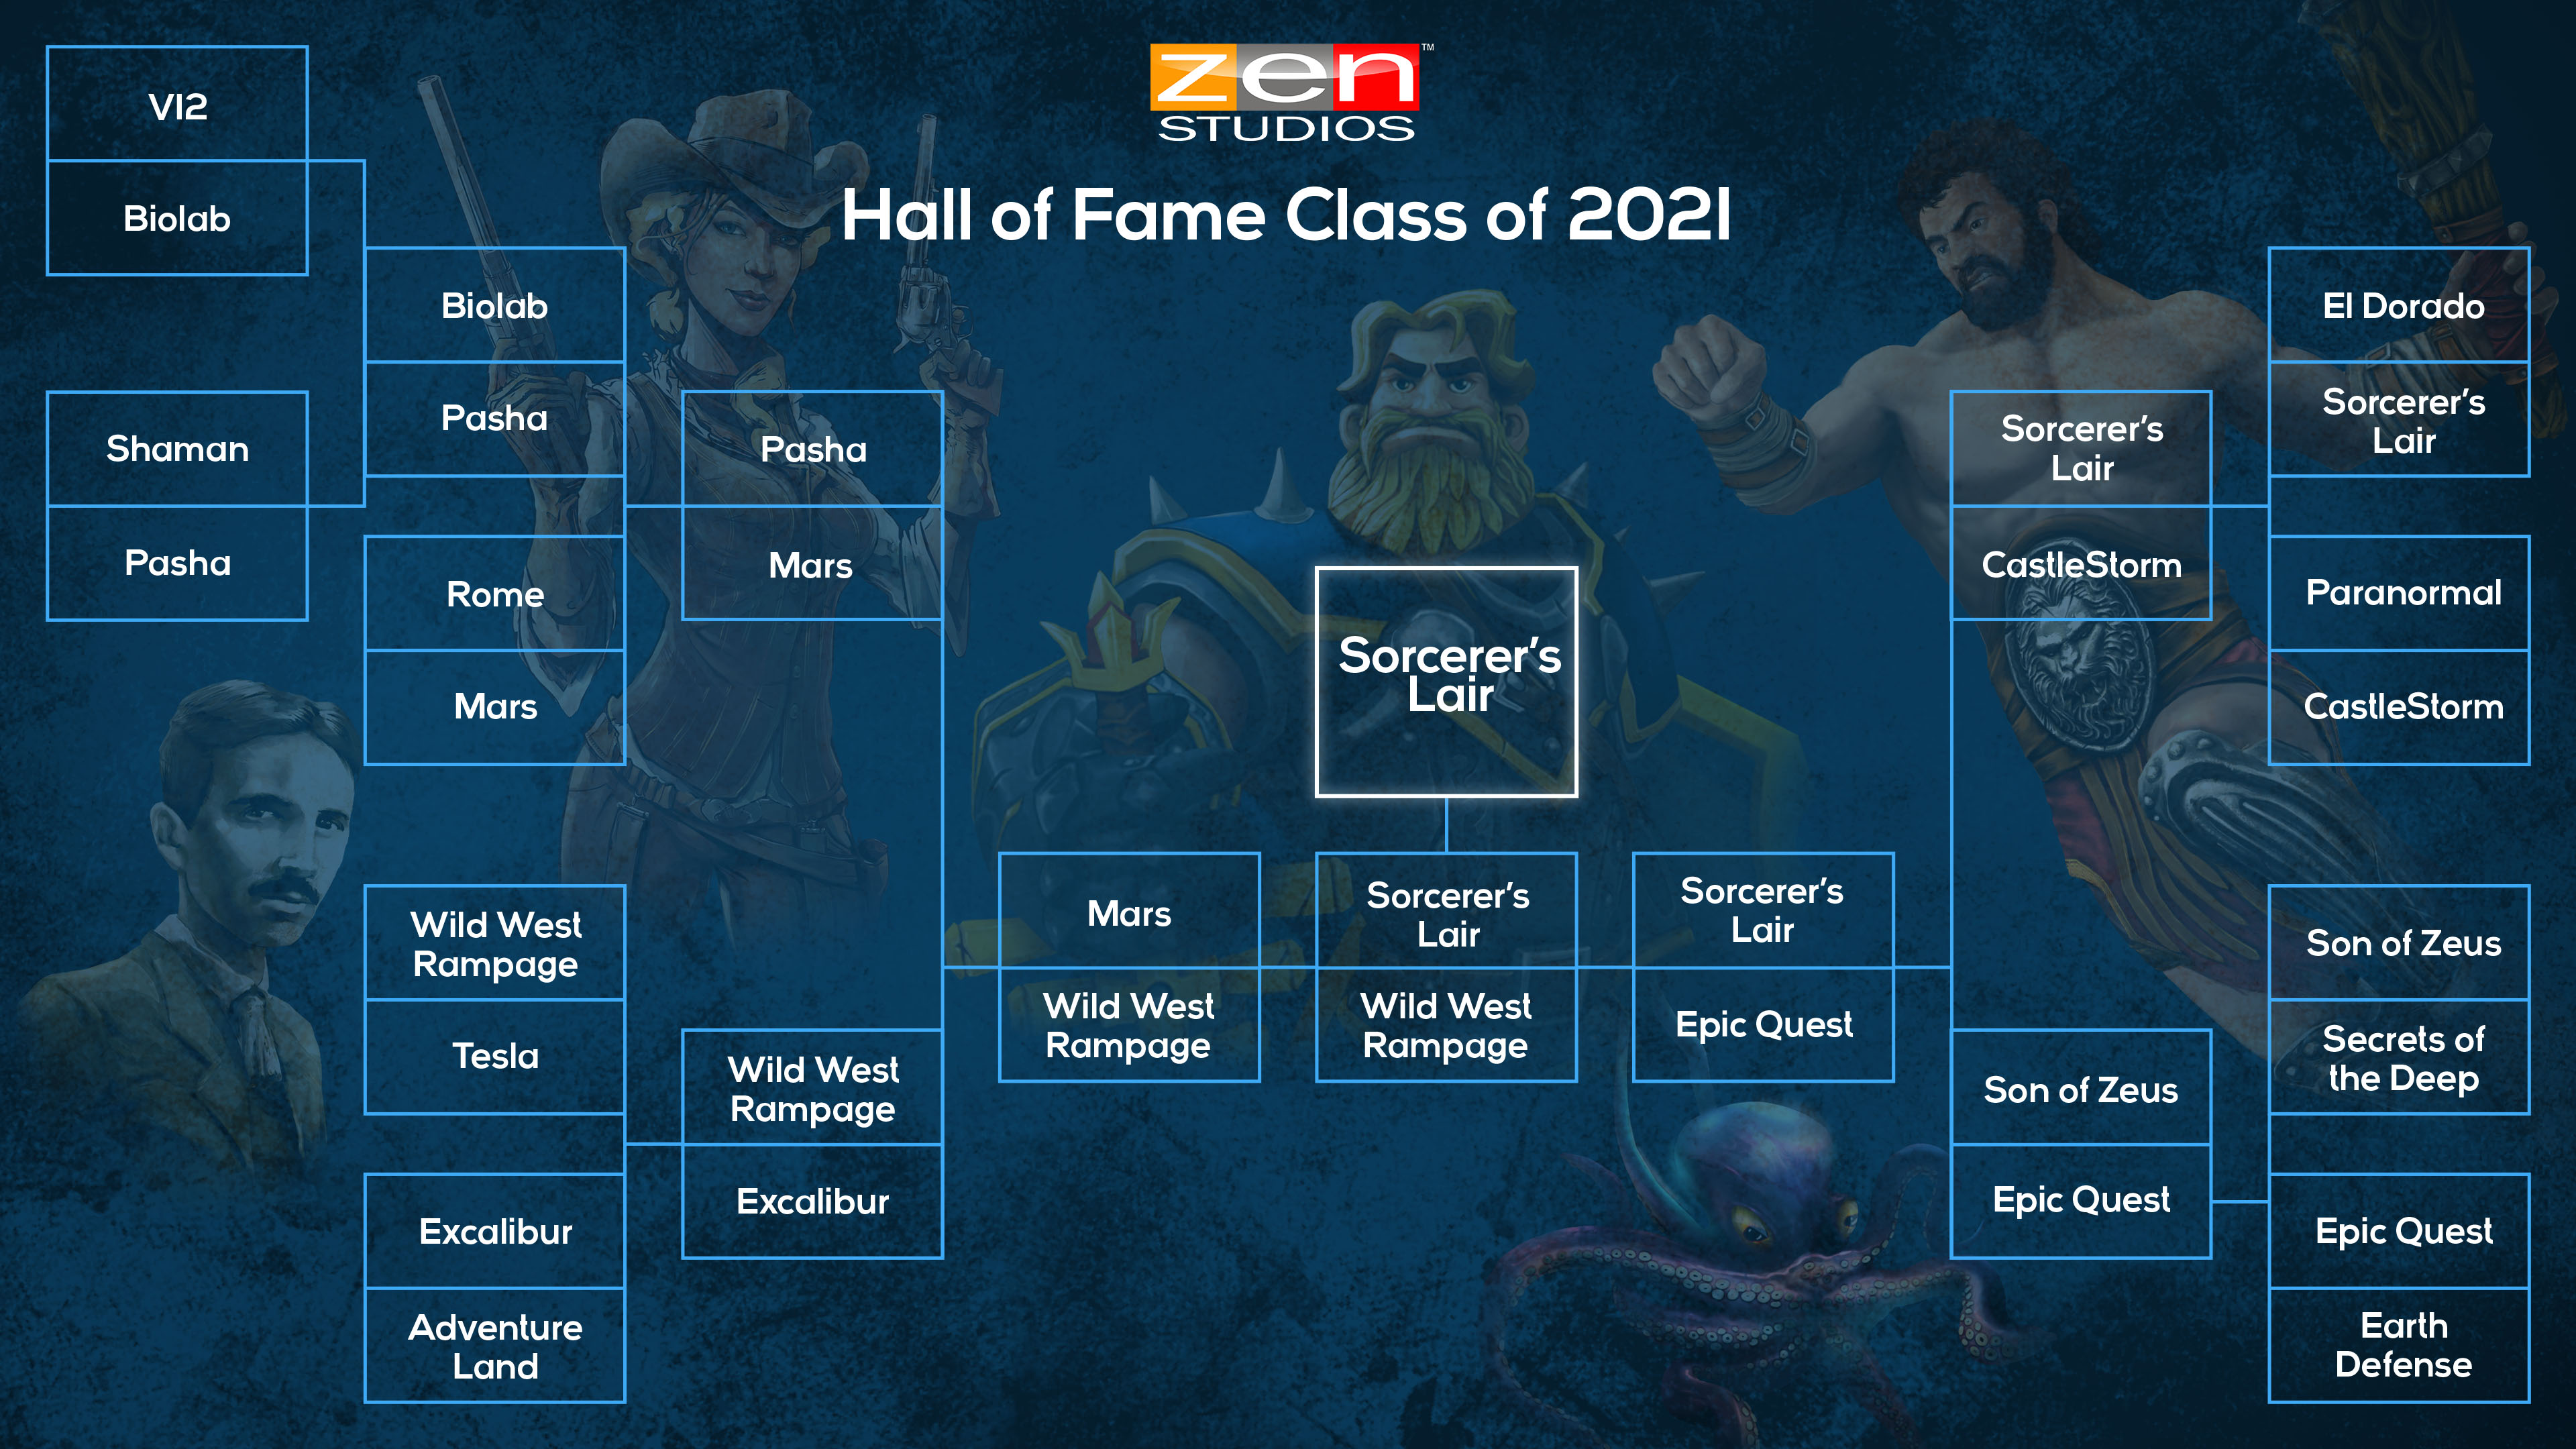 zen
™
STUDIOS
Hall of Fame Class of 2021
V12
Biolab
Shaman
Pasha
Biolab
Pasha
Rome
Mars
Wild West
Rampage
Tesla
Excalibur
Adventure
Land
Pasha
Mars
Wild West
Rampage
Excalibur
Mars
Wild West
Rampage
Sorcerer's
Lair
Sorcerer's
Lair
Wild West
Rampage
Sorcerer's
Lair
Epic Quest
Sorcerer's
Lair
CastleStorm
Son of Zeus
Epic Quest
El Dorado
Sorcerer's
Lair
Paranormal
CastleStorm
Son of Zeus
Secrets of
the Deep
Epic Quest
Earth
Defense